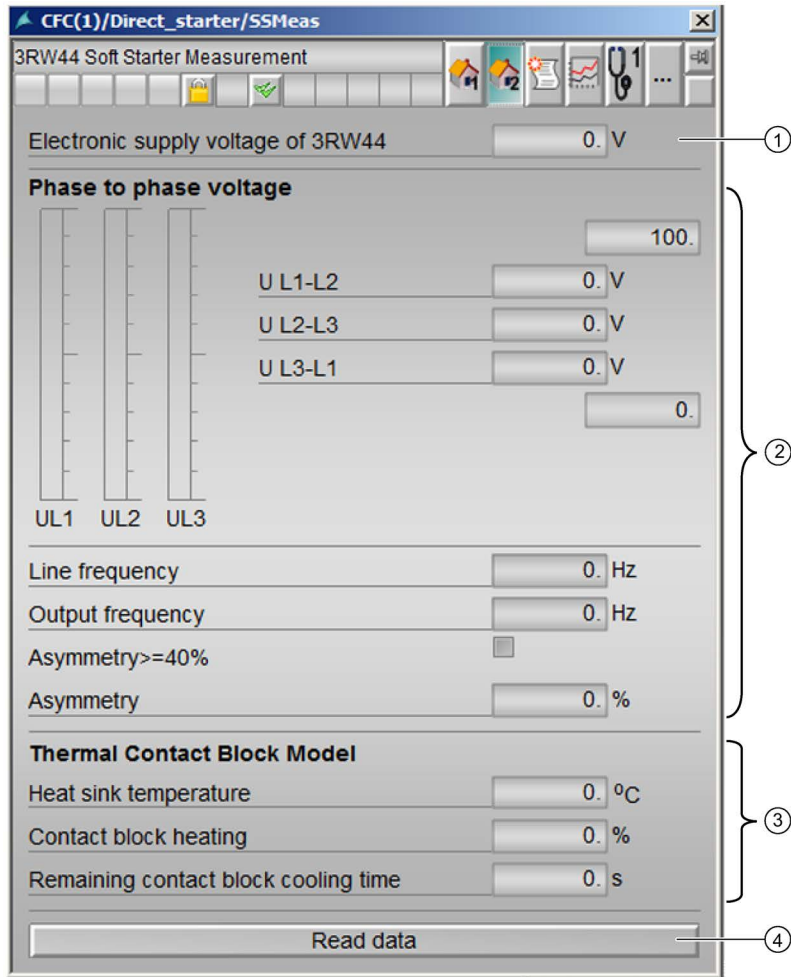 CFC(1)/Direct_starter/SSMeas
3RW44 Soft Starter Measurement
1
2
1
...
Electronic supply voltage of 3RW44 0. V
1
Phase to phase voltage
100.
U L1-L2 0. V
U L2-L3 0. V
U L3-L1 0. V
0.
2
UL1 UL2 UL3
Line frequency 0. Hz
Output frequency 0. Hz
Asymmetry>=40%
Asymmetry 0. %
Thermal Contact Block Model
Heat sink temperature 0. ºC
3
Contact block heating 0. %
Remaining contact block cooling time 0. s
Read data
4